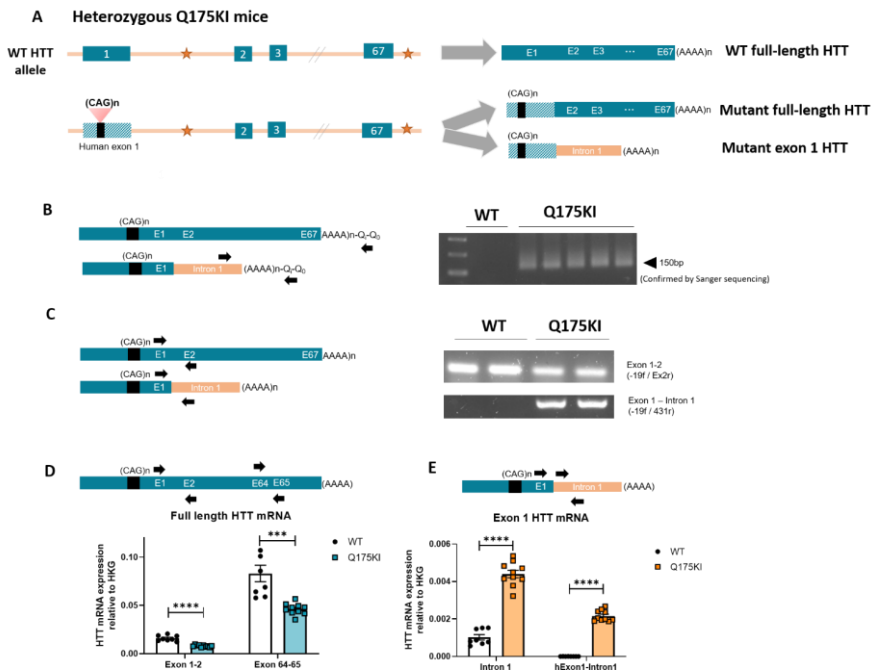 A Heterozygous Q175KI mice
WT HTT
allele
1 2 3 67
E1 E2 E3 ... E67 (AAAA)n
WT full-length HTT
(CAG)n
Human exon 1
2 3 67
(CAG)n
E2 E3 ... E67 (AAAA)n
Mutant full-length HTT
(CAG)n
Intron 1 (AAAA)n
Mutant exon 1 HTT
B
(CAG)n
E1 E2 E67 AAAA)n-Qᵢ-Q₀
(CAG)n
E1 Intron 1 (AAAA)n-Qᵢ-Q₀
WT Q175KI
150bp
(Confirmed by Sanger sequencing)
C
(CAG)n
E1 E2 E67 AAAA)n
(CAG)n
E1 Intron 1 (AAAA)n
WT Q175KI
Exon 1-2
(-19f / Ex2r)
Exon 1 – Intron 1
(-19f / 431r)
D
(CAG)n
E1 E2 E64 E65 (AAAA)
Full length HTT mRNA
HTT mRNA expression
relative to HKG
0.10
0.05
0.00
****
***
WT
Q175KI
Exon 1-2 Exon 64-65
E
(CAG)n
E1 Intron 1 (AAAA)
Exon 1 HTT mRNA
HTT mRNA expression
relative to HKG
0.006
0.004
0.002
0.000
****
****
WT
Q175KI
Intron 1 hExon1-Intron1